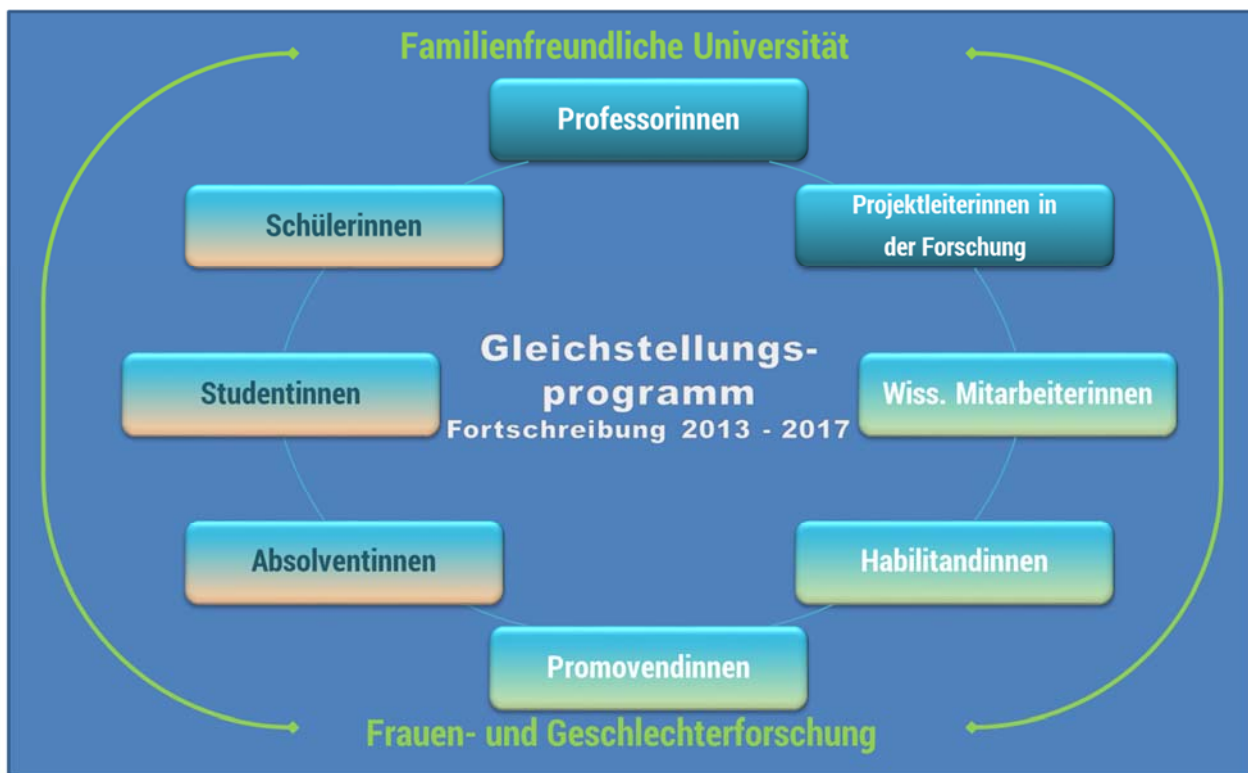 Familienfreundliche Universität
Professorinnen
Schülerinnen
Projektleiterinnen in
der Forschung
Gleichstellungs-
programm
Fortschreibung 2013 - 2017
Studentinnen
Wiss. Mitarbeiterinnen
Absolventinnen
Habilitandinnen
Promovendinnen
Frauen- und Geschlechterforschung